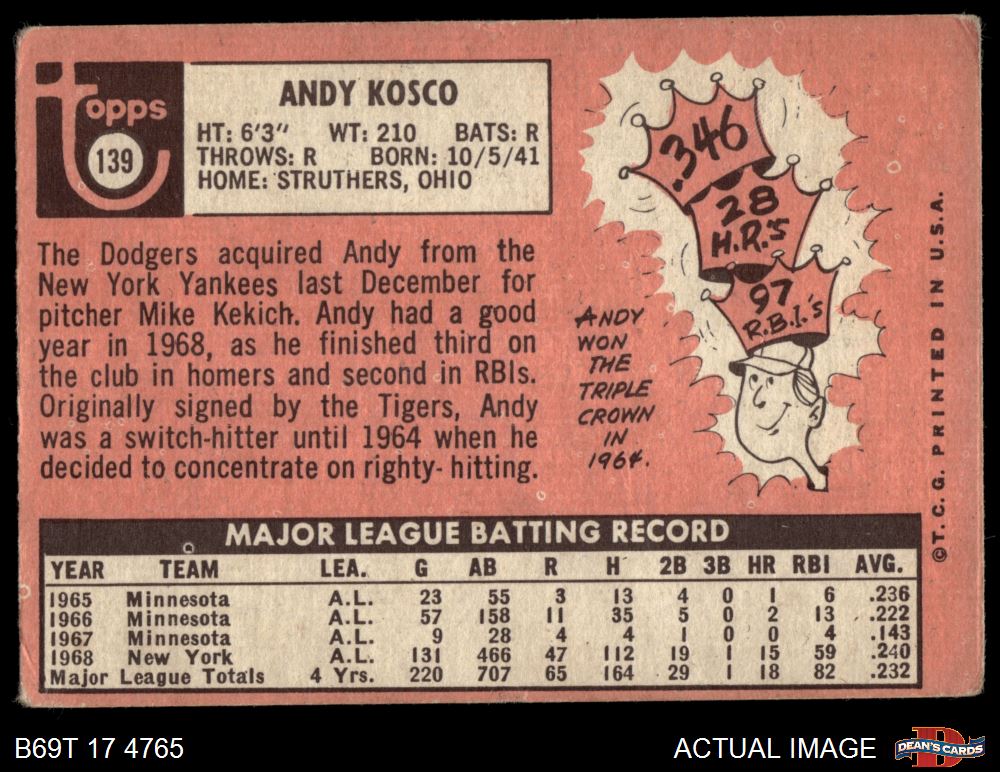 topps
139
ANDY KOSCO
HT: 6'3" WT: 210 BATS: R
THROWS: R BORN: 10/5/41
HOME: STRUTHERS, OHIO
The Dodgers acquired Andy from the
New York Yankees last December for
pitcher Mike Kekich. Andy had a good
year in 1968, as he finished third on
the club in homers and second in RBIs.
Originally signed by the Tigers, Andy
was a switch-hitter until 1964 when he
decided to concentrate on righty- hitting.
.346
28
H.R.'S
97
R.B.I.'s
ANDY
WON
THE
TRIPLE
CROWN
IN
1964.
©T.C.G. PRINTED IN U.S.A.
MAJOR LEAGUE BATTING RECORD
YEAR TEAM LEA. G AB R H 2B 3B HR RBI AVG.
1965 Minnesota A.L. 23 55 3 13 4 0 1 6 .236
1966 Minnesota A.L. 57 158 11 35 5 0 2 13 .222
1967 Minnesota A.L. 9 28 4 4 1 0 0 4 .143
1968 New York A.L. 131 466 47 112 19 1 15 59 .240
Major League Totals 4 Yrs. 220 707 65 164 29 1 18 82 .232
B69T 17 4765
ACTUAL IMAGE
D
DEAN'S CARDS